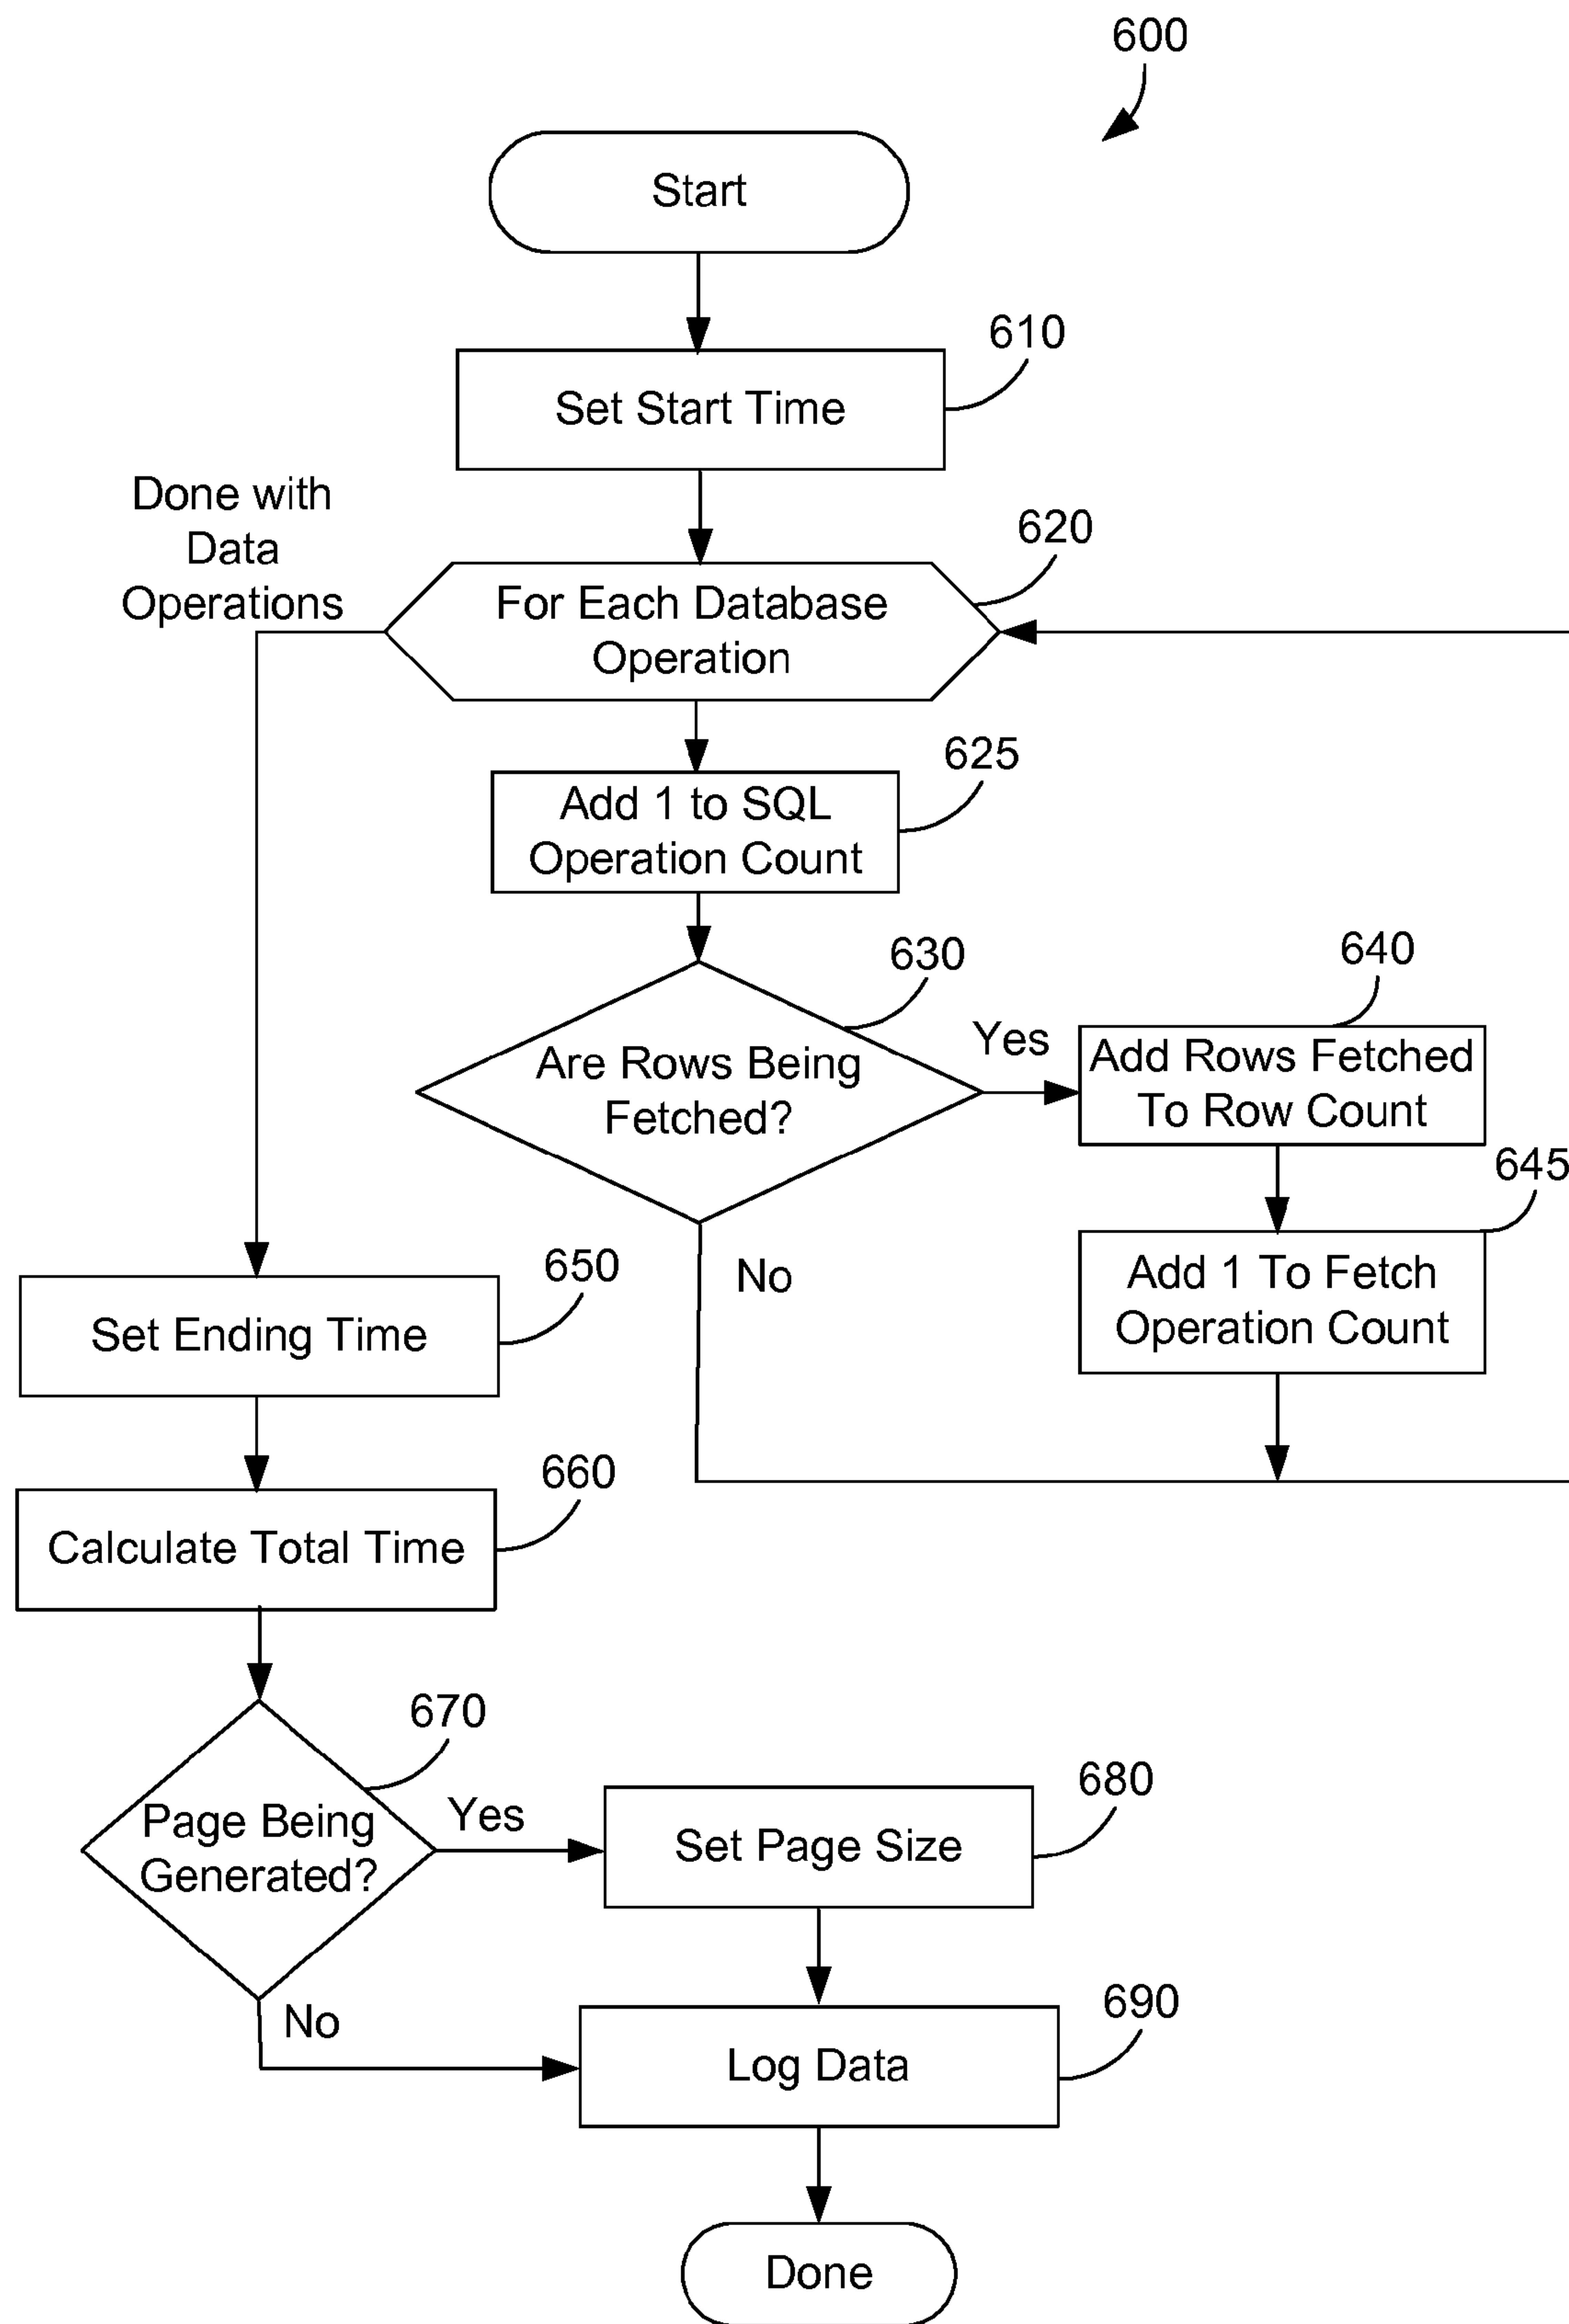 600
Start
610
Set Start Time
Done with
Data
Operations
620
For Each Database
Operation
625
Add 1 to SQL
Operation Count
630
Are Rows Being
Fetched?
Yes
640
Add Rows Fetched
To Row Count
645
Add 1 To Fetch
Operation Count
No
650
Set Ending Time
660
Calculate Total Time
670
Page Being
Generated?
Yes
680
Set Page Size
No
690
Log Data
Done